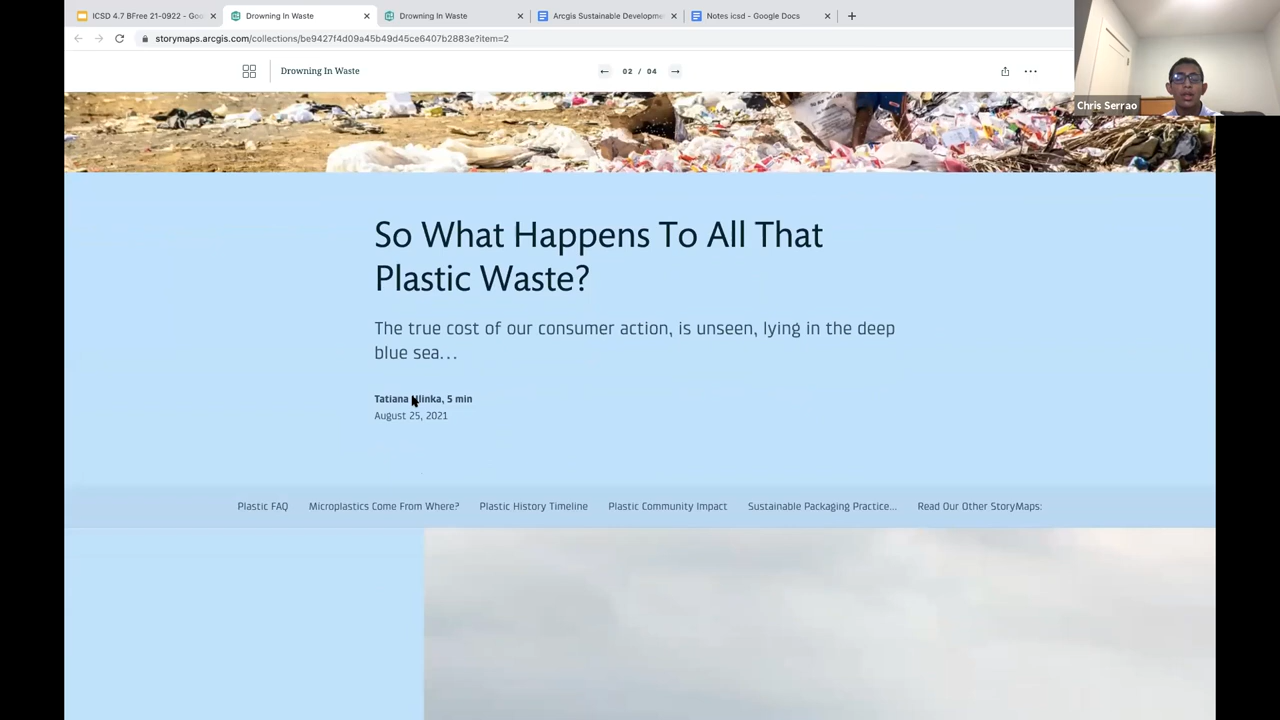 ICSD 4.7 BFree 21-0922 - Goo
Drowning In Waste
Drowning In Waste
Arcgis Sustainable Developme
Notes icsd - Google Docs
storymaps.arcgis.com/collections/be9427f4d09a45b49d45ce6407b2883e?item=2
Drowning In Waste
02 / 04
Chris Serrao
So What Happens To All That
Plastic Waste?
The true cost of our consumer action, is unseen, lying in the deep
blue sea...
Tatiana Hlinka, 5 min
August 25, 2021
Plastic FAQ
Microplastics Come From Where?
Plastic History Timeline
Plastic Community Impact
Sustainable Packaging Practice...
Read Our Other StoryMaps: